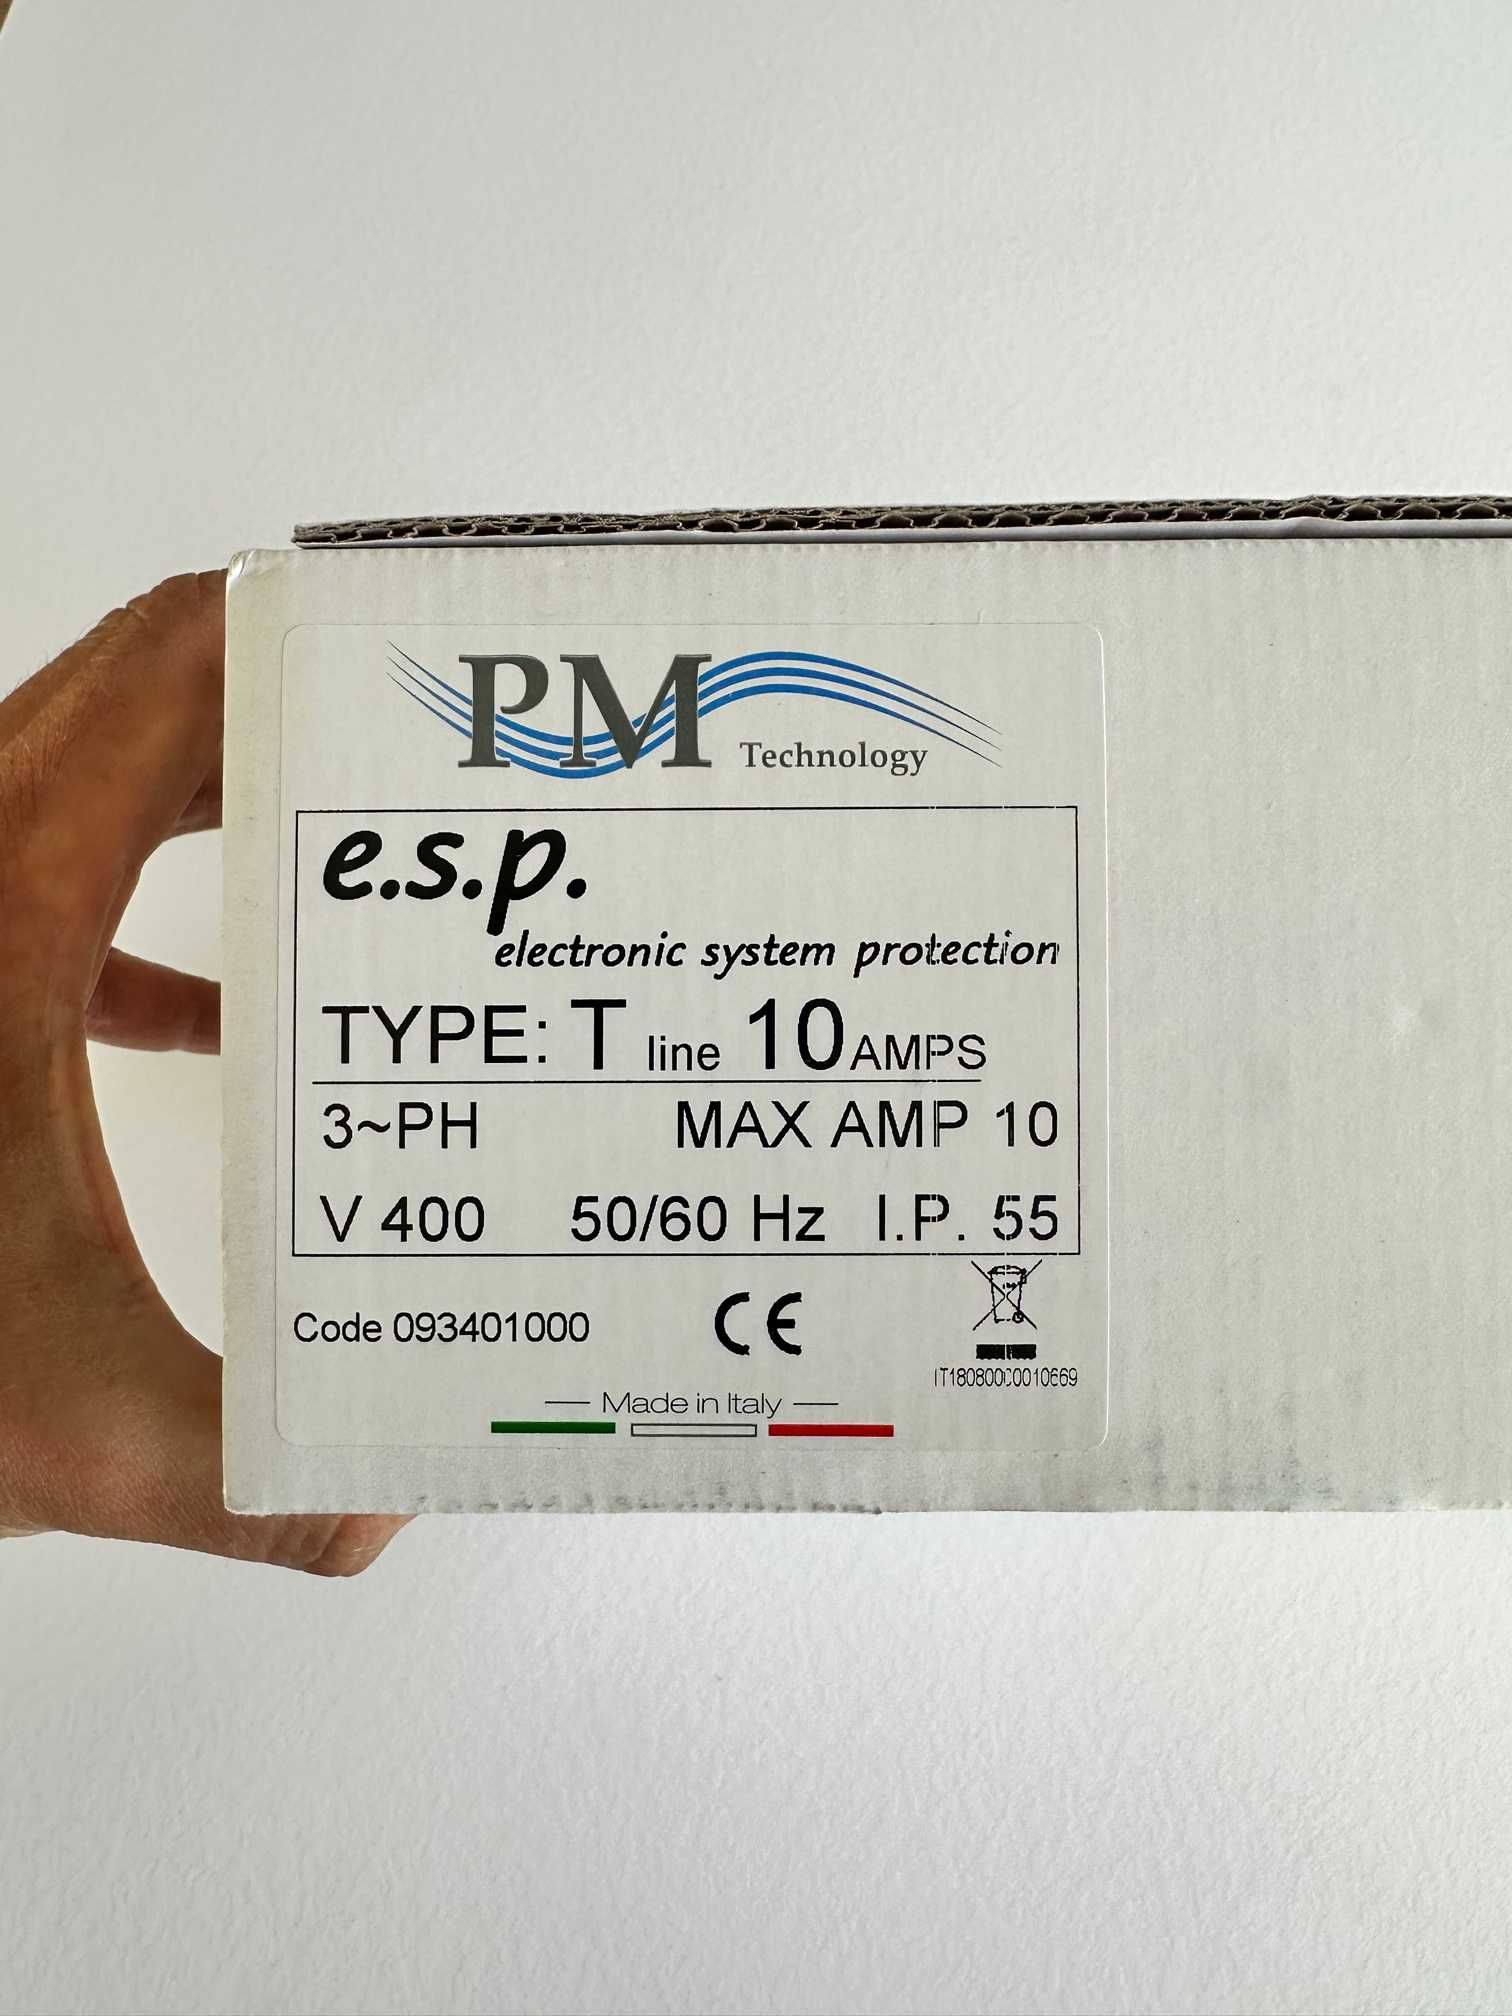 PM
Technology
e.s.p.
electronic system protection
TYPE: T line 10 AMPS
3~PH MAX AMP 10
V 400 50/60 Hz I.P. 55
Code 093401000 CE
IT18080000010669
Made in Italy